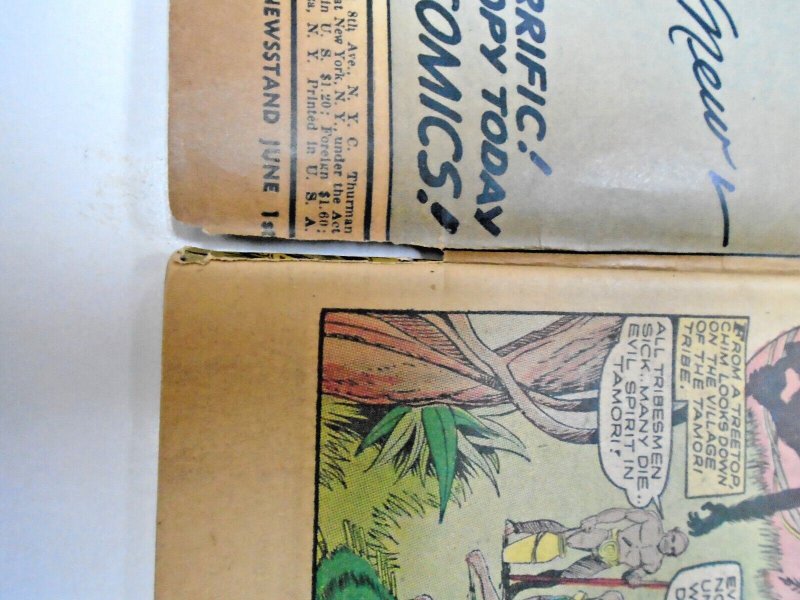 New
RRIFIC!
OPY TODAY
OMICS!
8th Ave., N. Y. C. Thurman
at New York, N. Y., under the Act
in U. S. $1.20; Foreign $1.60;
a, N. Y. Printed in U. S. A.
NEWSSTAND JUNE 1st
FROM A TREETOP,
CHIM LOOKS DOWN
ON THE VILLAGE
OF THE TAMORI
TRIBE.
ALL TRIBESMEN
SICK. MANY DIE..
EVIL SPIRIT IN
TAMORI!